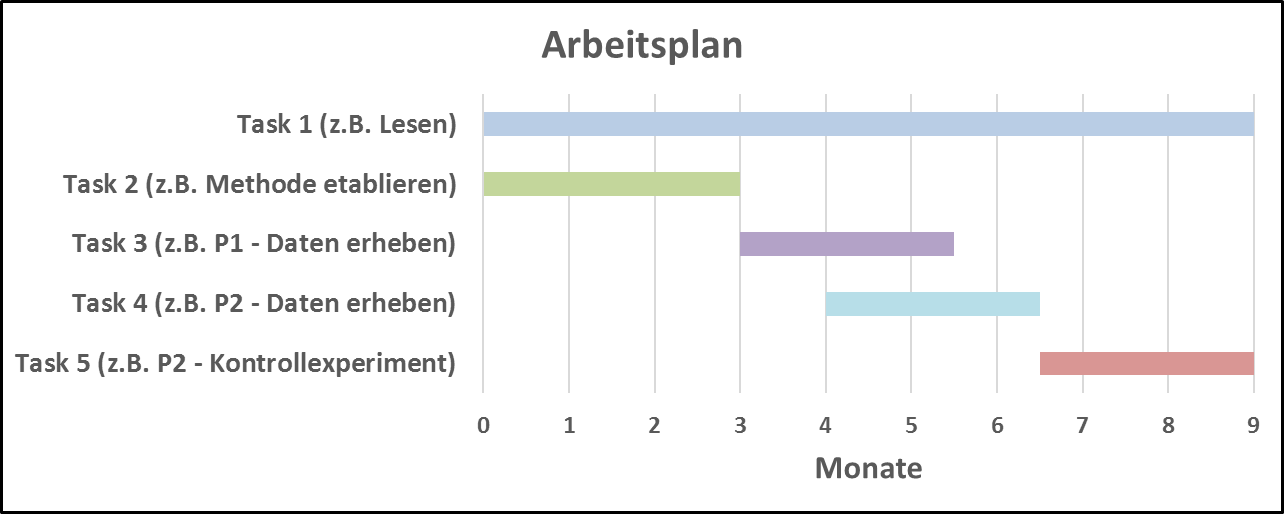 Arbeitsplan
Task 1 (z.B. Lesen)
Task 2 (z.B. Methode etablieren)
Task 3 (z.B. P1 - Daten erheben)
Task 4 (z.B. P2 - Daten erheben)
Task 5 (z.B. P2 - Kontrollexperiment)
0 1 2 3 4 5 6 7 8 9
Monate